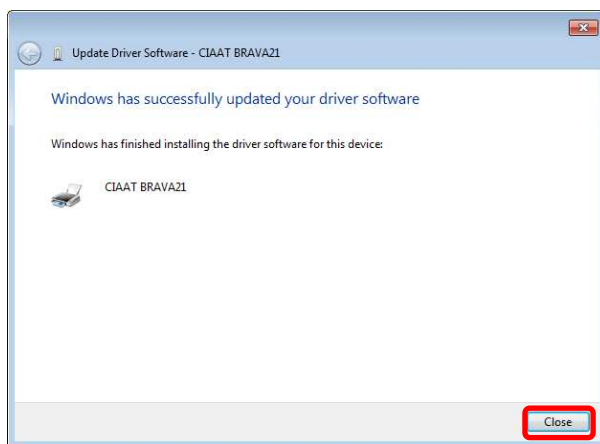 Update Driver Software - CIAAT BRAVA21
Windows has successfully updated your driver software
Windows has finished installing the driver software for this device:
CIAAT BRAVA21
Close